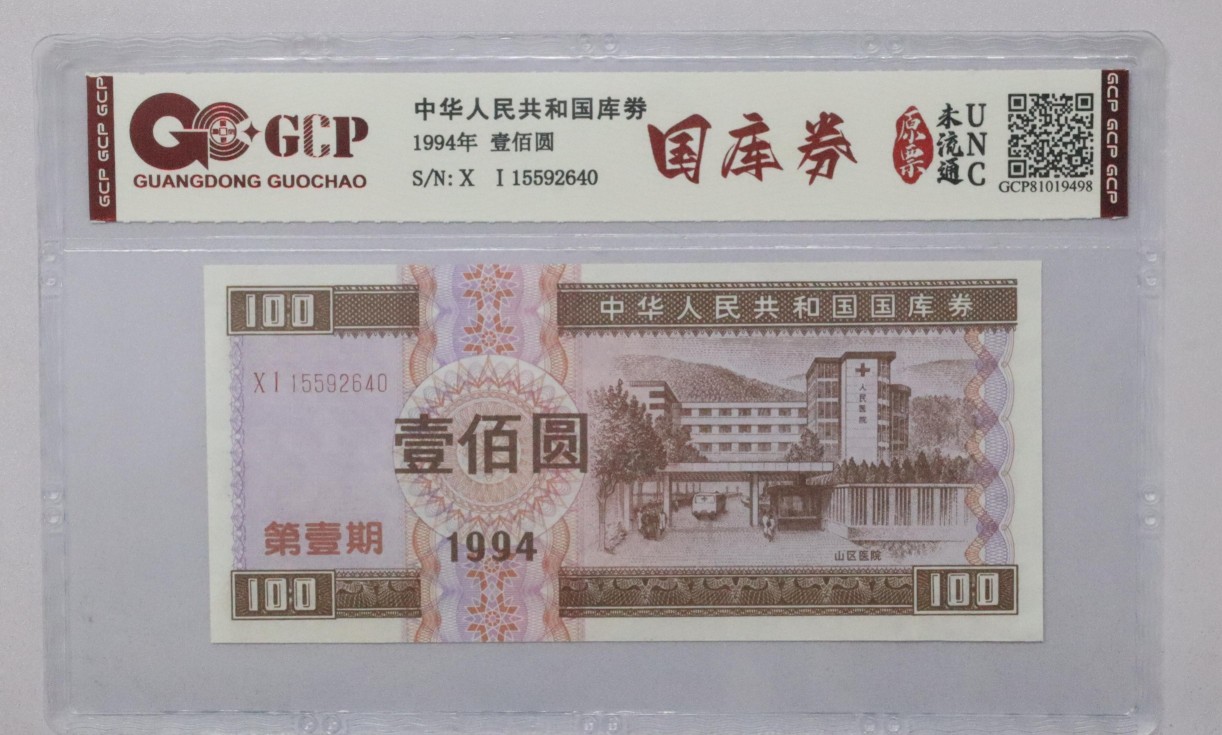 GCP GCP GCP
GCP
GUANGDONG GUOCHAO
中华人民共和国库券
1994年 壹佰圆
S/N: X I 15592640
国库券
原票
未流通
UNC
GCP81019498
GCP GCP GCP
100
中华人民共和国国库券
X I 15592640
人民医院
壹佰圆
第壹期
1994
山区医院
100
100